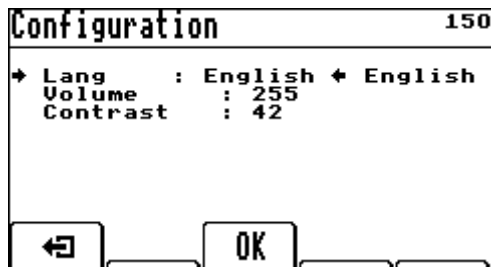 Configuration 150
➔ Lang : English ← English
Volume : 255
Contrast : 42
OK